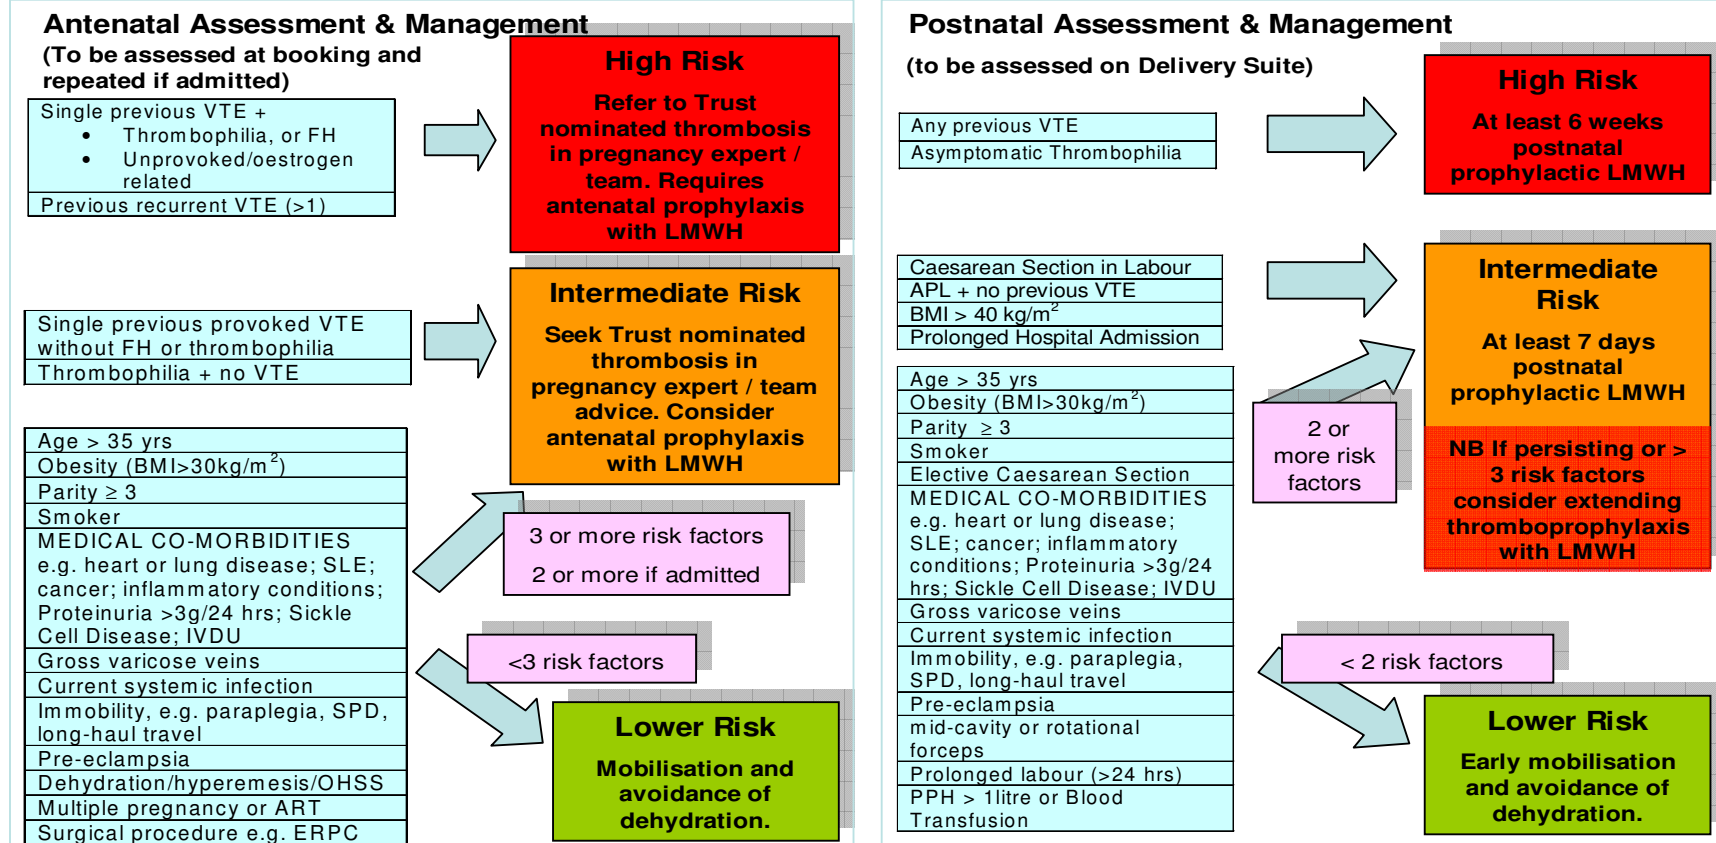 Antenatal Assessment & Management
(To be assessed at booking and
repeated if admitted)
Single previous VTE +
• Thrombophilia, or FH
• Unprovoked/oestrogen
related
Previous recurrent VTE (>1)
High Risk
Refer to Trust
nominated thrombosis
in pregnancy expert /
team. Requires
antenatal prophylaxis
with LMWH
Single previous provoked VTE
without FH or thrombophilia
Thrombophilia + no VTE
Intermediate Risk
Seek Trust nominated
thrombosis in
pregnancy expert / team
advice. Consider
antenatal prophylaxis
with LMWH
Age > 35 yrs
Obesity (BMI>30kg/m²)
Parity ≥ 3
Smoker
MEDICAL CO-MORBIDITIES
e.g. heart or lung disease; SLE;
cancer; inflammatory conditions;
Proteinuria >3g/24 hrs; Sickle
Cell Disease; IVDU
Gross varicose veins
Current systemic infection
Immobility, e.g. paraplegia, SPD,
long-haul travel
Pre-eclampsia
Dehydration/hyperemesis/OHSS
Multiple pregnancy or ART
Surgical procedure e.g. ERPC
3 or more risk factors
2 or more if admitted
<3 risk factors
Lower Risk
Mobilisation and
avoidance of
dehydration.
Postnatal Assessment & Management
(to be assessed on Delivery Suite)
Any previous VTE
Asymptomatic Thrombophilia
High Risk
At least 6 weeks
postnatal
prophylactic LMWH
Caesarean Section in Labour
APL + no previous VTE
BMI > 40 kg/m²
Prolonged Hospital Admission
Intermediate
Risk
At least 7 days
postnatal
prophylactic LMWH
NB If persisting or >
3 risk factors
consider extending
thromboprophylaxis
with LMWH
Age > 35 yrs
Obesity (BMI>30kg/m²)
Parity ≥ 3
Smoker
Elective Caesarean Section
MEDICAL CO-MORBIDITIES
e.g. heart or lung disease;
SLE; cancer; inflammatory
conditions; Proteinuria >3g/24
hrs; Sickle Cell Disease; IVDU
Gross varicose veins
Current systemic infection
Immobility, e.g. paraplegia,
SPD, long-haul travel
Pre-eclampsia
mid-cavity or rotational
forceps
Prolonged labour (>24 hrs)
PPH > 1litre or Blood
Transfusion
2 or
more risk
factors
< 2 risk factors
Lower Risk
Early mobilisation
and avoidance of
dehydration.